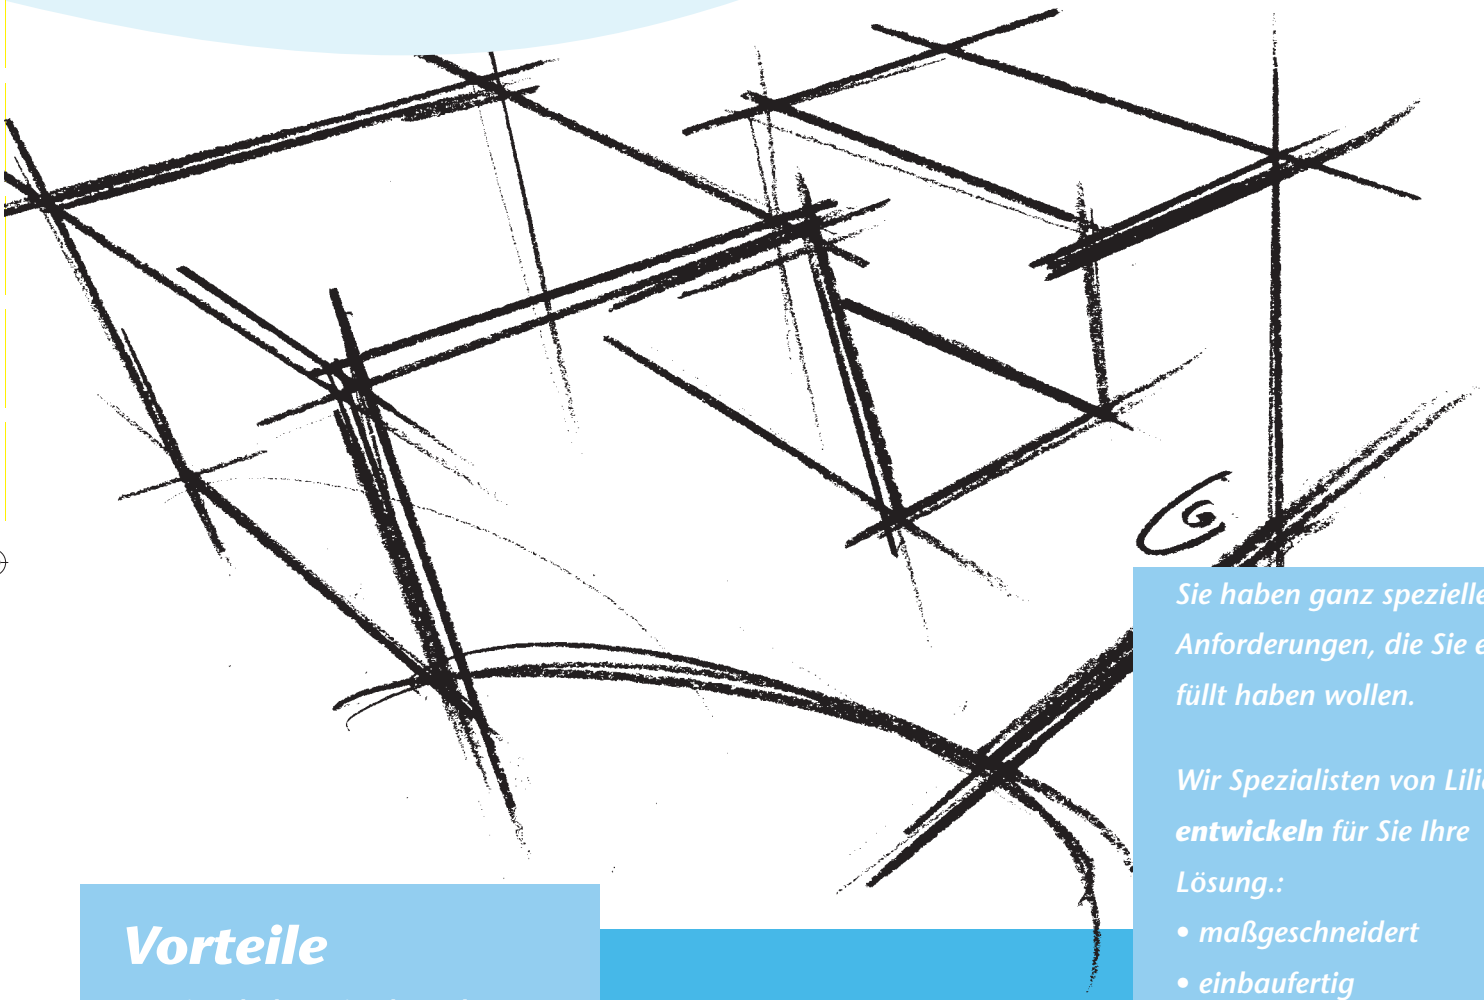 Sie haben ganz spezielle
Anforderungen, die Sie e
füllt haben wollen.
Wir Spezialisten von Lili
entwickeln für Sie Ihre
Lösung.:
• maßgeschneidert
• einbaufertig
Vorteile